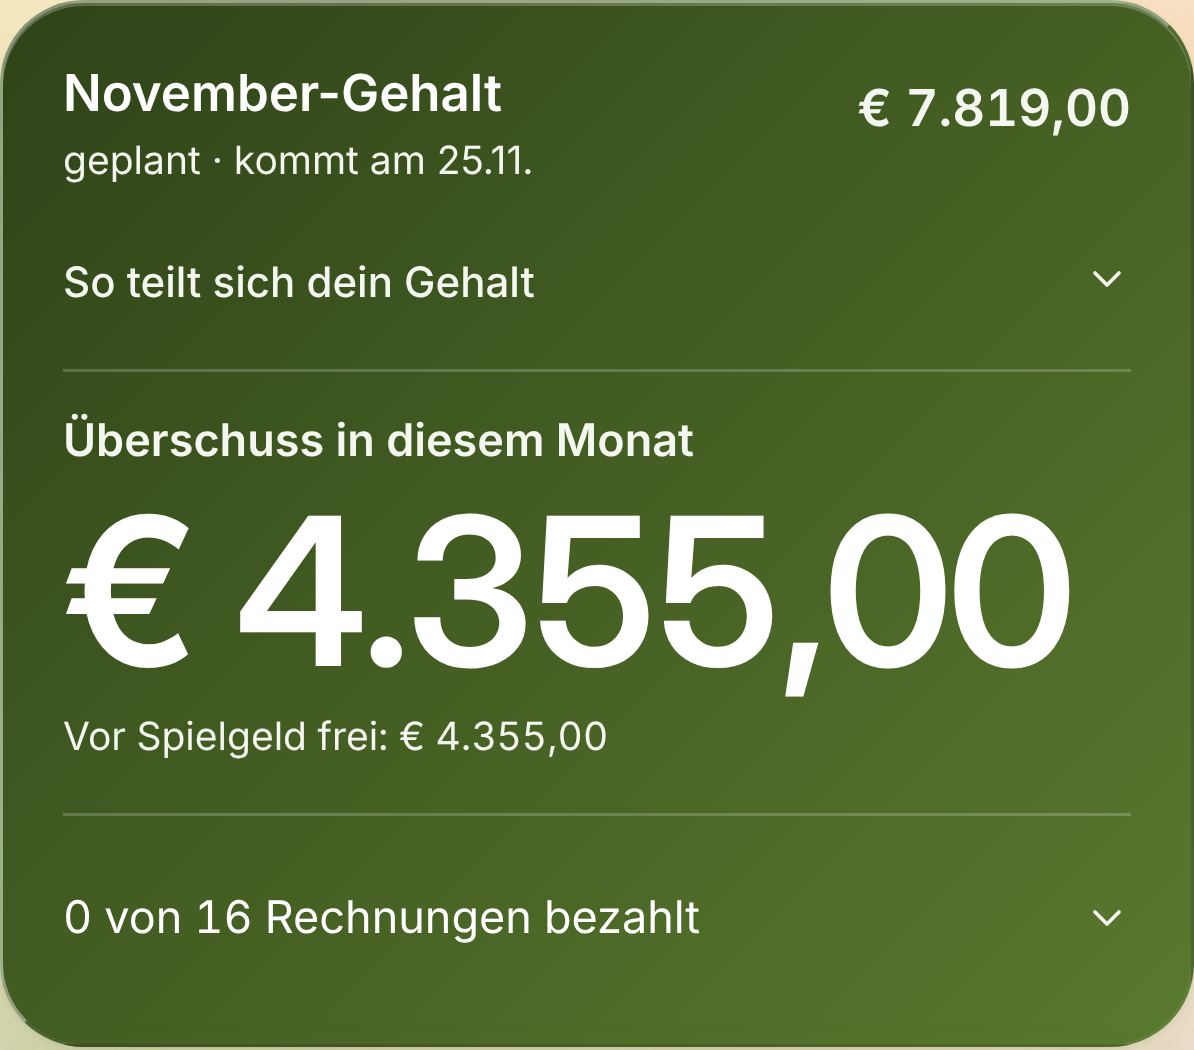 November-Gehalt
€ 7.819,00
geplant · kommt am 25.11.
So teilt sich dein Gehalt
Überschuss in diesem Monat
€ 4.355,00
Vor Spielgeld frei: € 4.355,00
0 von 16 Rechnungen bezahlt